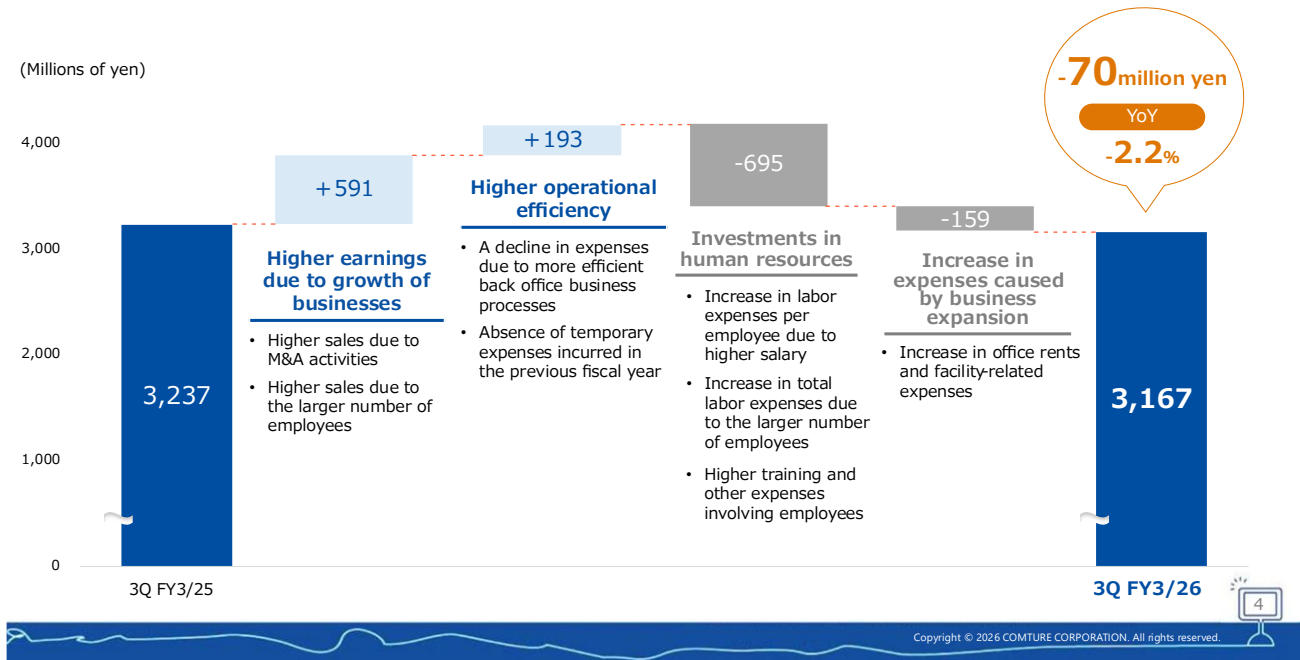 (Millions of yen)
-70million yen
YoY
-2.2%
4,000
3,000
2,000
1,000
0
3,237
3Q FY3/25
+591
Higher earnings
due to growth of
businesses
• Higher sales due to
M&A activities
• Higher sales due to
the larger number of
employees
+193
Higher operational
efficiency
• A decline in expenses
due to more efficient
back office business
processes
• Absence of temporary
expenses incurred in
the previous fiscal year
-695
Investments in
human resources
• Increase in labor
expenses per
employee due to
higher salary
• Increase in total
labor expenses due
to the larger number
of employees
• Higher training and
other expenses
involving employees
-159
Increase in
expenses caused
by business
expansion
• Increase in office rents
and facility-related
expenses
3,167
3Q FY3/26
4
Copyright © 2026 COMTURE CORPORATION. All rights reserved.